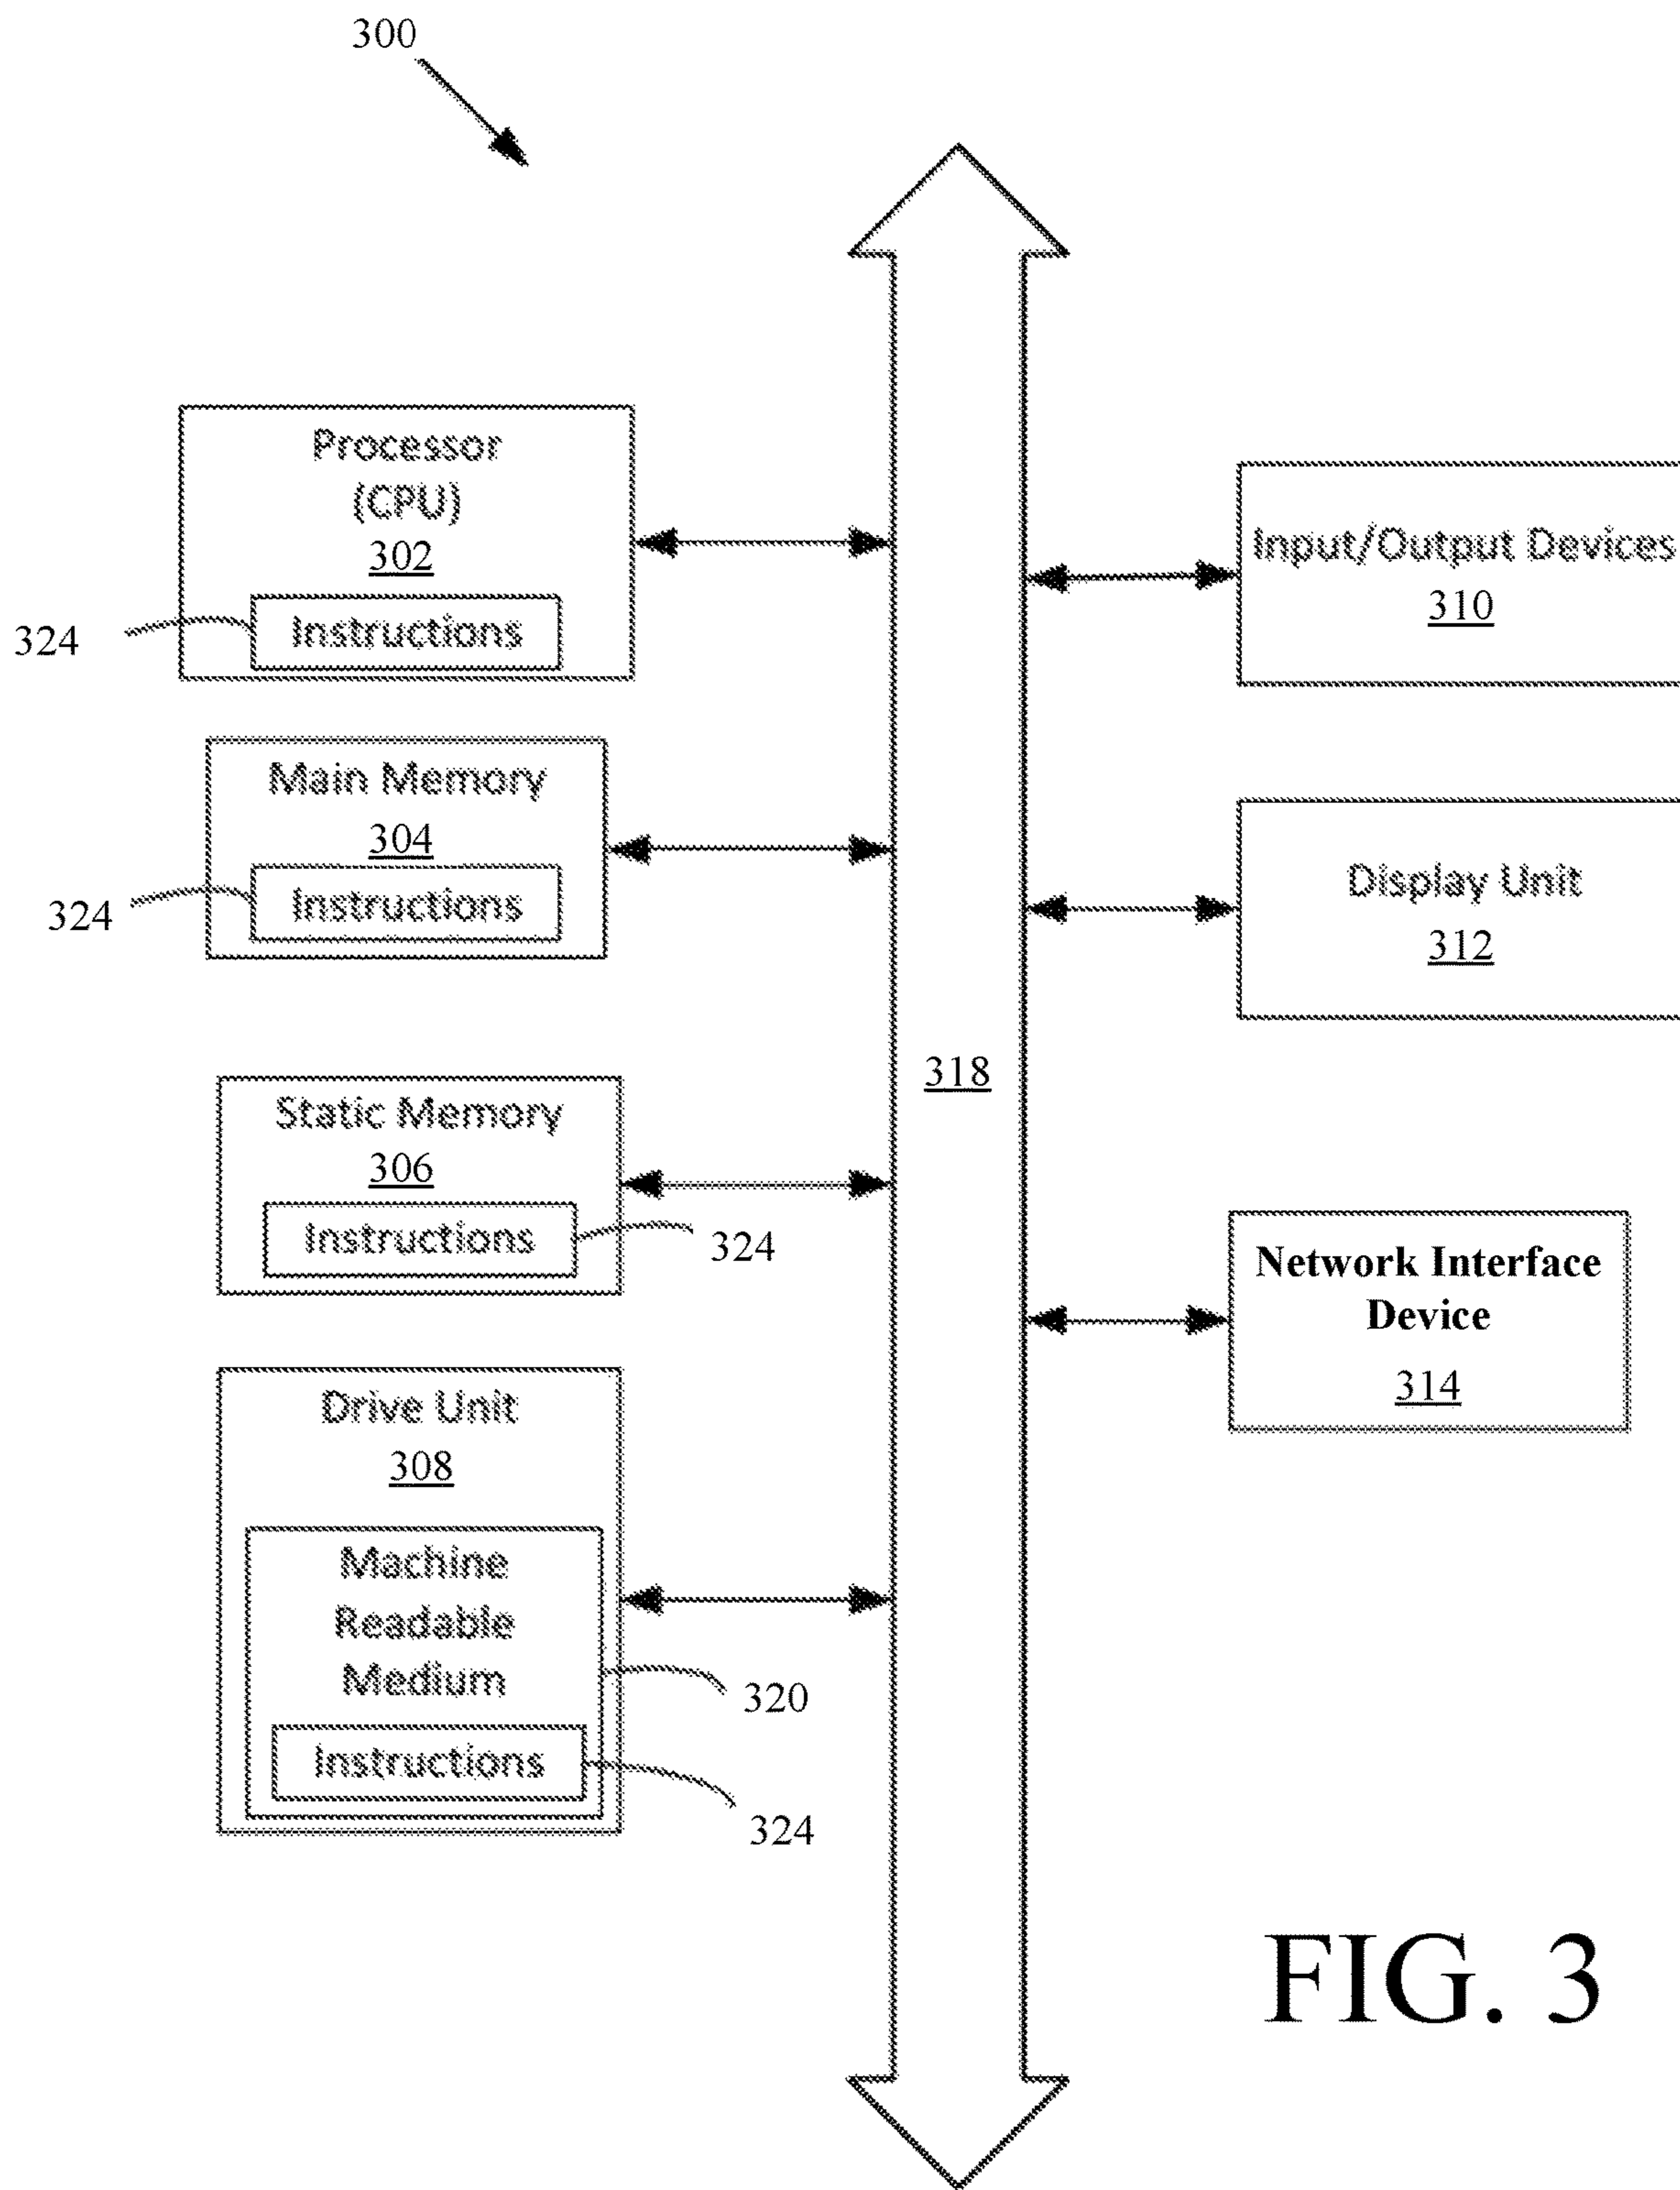 300
Processor
(CPU)
302
Instructions
324
Main Memory
304
Instructions
324
Static Memory
306
Instructions
324
Drive Unit
308
Machine
Readable
Medium
320
Instructions
324
318
Input/Output Devices
310
Display Unit
312
Network Interface
Device
314
FIG. 3